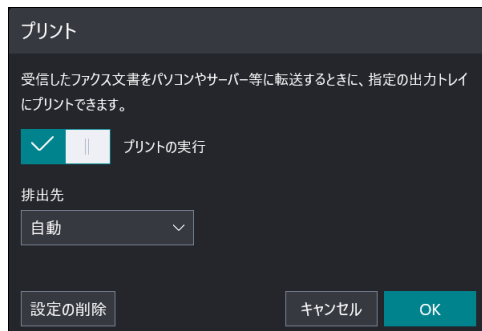 プリント
受信したファクス文書をパソコンやサーバー等に転送するときに、指定の出力トレイ
にプリントできます。
プリントの実行
排出先
自動
設定の削除
キャンセル
OK